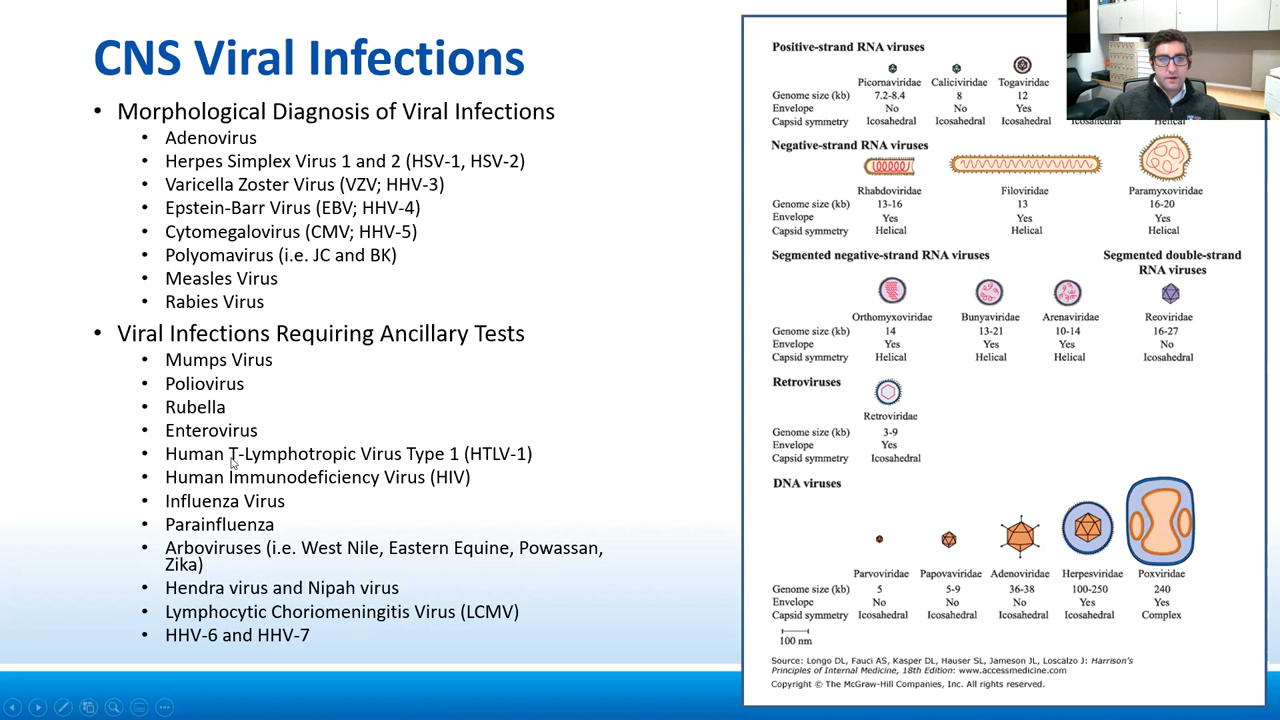 CNS Viral Infections
• Morphological Diagnosis of Viral Infections
• Adenovirus
• Herpes Simplex Virus 1 and 2 (HSV-1, HSV-2)
• Varicella Zoster Virus (VZV; HHV-3)
• Epstein-Barr Virus (EBV; HHV-4)
• Cytomegalovirus (CMV; HHV-5)
• Polyomavirus (i.e. JC and BK)
• Measles Virus
• Rabies Virus
• Viral Infections Requiring Ancillary Tests
• Mumps Virus
• Poliovirus
• Rubella
• Enterovirus
• Human T-Lymphotropic Virus Type 1 (HTLV-1)
• Human Immunodeficiency Virus (HIV)
• Influenza Virus
• Parainfluenza
• Arboviruses (i.e. West Nile, Eastern Equine, Powassan,
Zika)
• Hendra virus and Nipah virus
• Lymphocytic Choriomeningitis Virus (LCMV)
• HHV-6 and HHV-7
Positive-strand RNA viruses
Picornaviridae Caliciviridae Togaviridae
Genome size (kb) 7.2-8.4 8 12
Envelope No No Yes
Capsid symmetry Icosahedral Icosahedral Icosahedral Icosahedral Helical
Negative-strand RNA viruses
Rhabdoviridae Filoviridae Paramyxoviridae
Genome size (kb) 13-16 13 16-20
Envelope Yes Yes Yes
Capsid symmetry Helical Helical Helical
Segmented negative-strand RNA viruses
Segmented double-strand
RNA viruses
Orthomyxoviridae Bunyaviridae Arenaviridae Reoviridae
Genome size (kb) 14 13-21 10-14 16-27
Envelope Yes Yes Yes No
Capsid symmetry Helical Helical Helical Icosahedral
Retroviruses
Retroviridae
Genome size (kb) 3-9
Envelope Yes
Capsid symmetry Icosahedral
DNA viruses
Parvoviridae Papovaviridae Adenoviridae Herpesviridae Poxviridae
Genome size (kb) 5 5-9 36-38 100-250 240
Envelope No No No Yes Yes
Capsid symmetry Icosahedral Icosahedral Icosahedral Icosahedral Complex
100 nm
Source: Longo DL, Fauci AS, Kasper DL, Hauser SL, Jameson JL, Loscalzo J: Harrison's
Principles of Internal Medicine, 18th Edition: www.accessmedicine.com
Copyright © The McGraw-Hill Companies, Inc. All rights reserved.